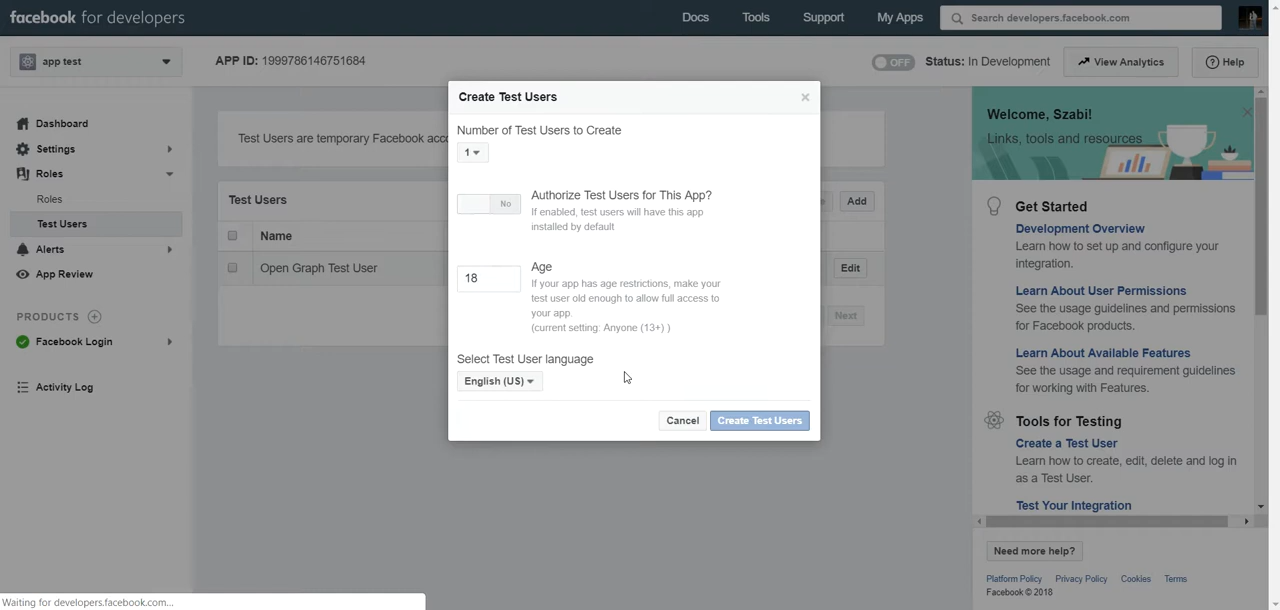 facebook for developers
Docs
Tools
Support
My Apps
Search developers.facebook.com
app test
APP ID: 1999786146751684
OFF
Status: In Development
View Analytics
Help
Dashboard
Settings
Roles
Roles
Test Users
Alerts
App Review
PRODUCTS
Facebook Login
Activity Log
Test Users are temporary Facebook
Test Users
Add
Name
Open Graph Test User
Edit
Next
Create Test Users
Number of Test Users to Create
1
No
Authorize Test Users for This App?
If enabled, test users will have this app
installed by default
18
Age
If your app has age restrictions, make your
test user old enough to allow full access to
your app.
(current setting: Anyone (13+) )
Select Test User language
English (US)
Cancel
Create Test Users
Welcome, Szabi!
Links, tools and resources
Get Started
Development Overview
Learn how to set up and configure your
integration.
Learn About User Permissions
See the usage guidelines and permissions
for Facebook products.
Learn About Available Features
See the usage and requirement guidelines
for working with Features.
Tools for Testing
Create a Test User
Learn how to create, edit, delete and log in
as a Test User.
Test Your Integration
Need more help?
Platform Policy
Privacy Policy
Cookies
Terms
Facebook © 2018
Waiting for developers.facebook.com...